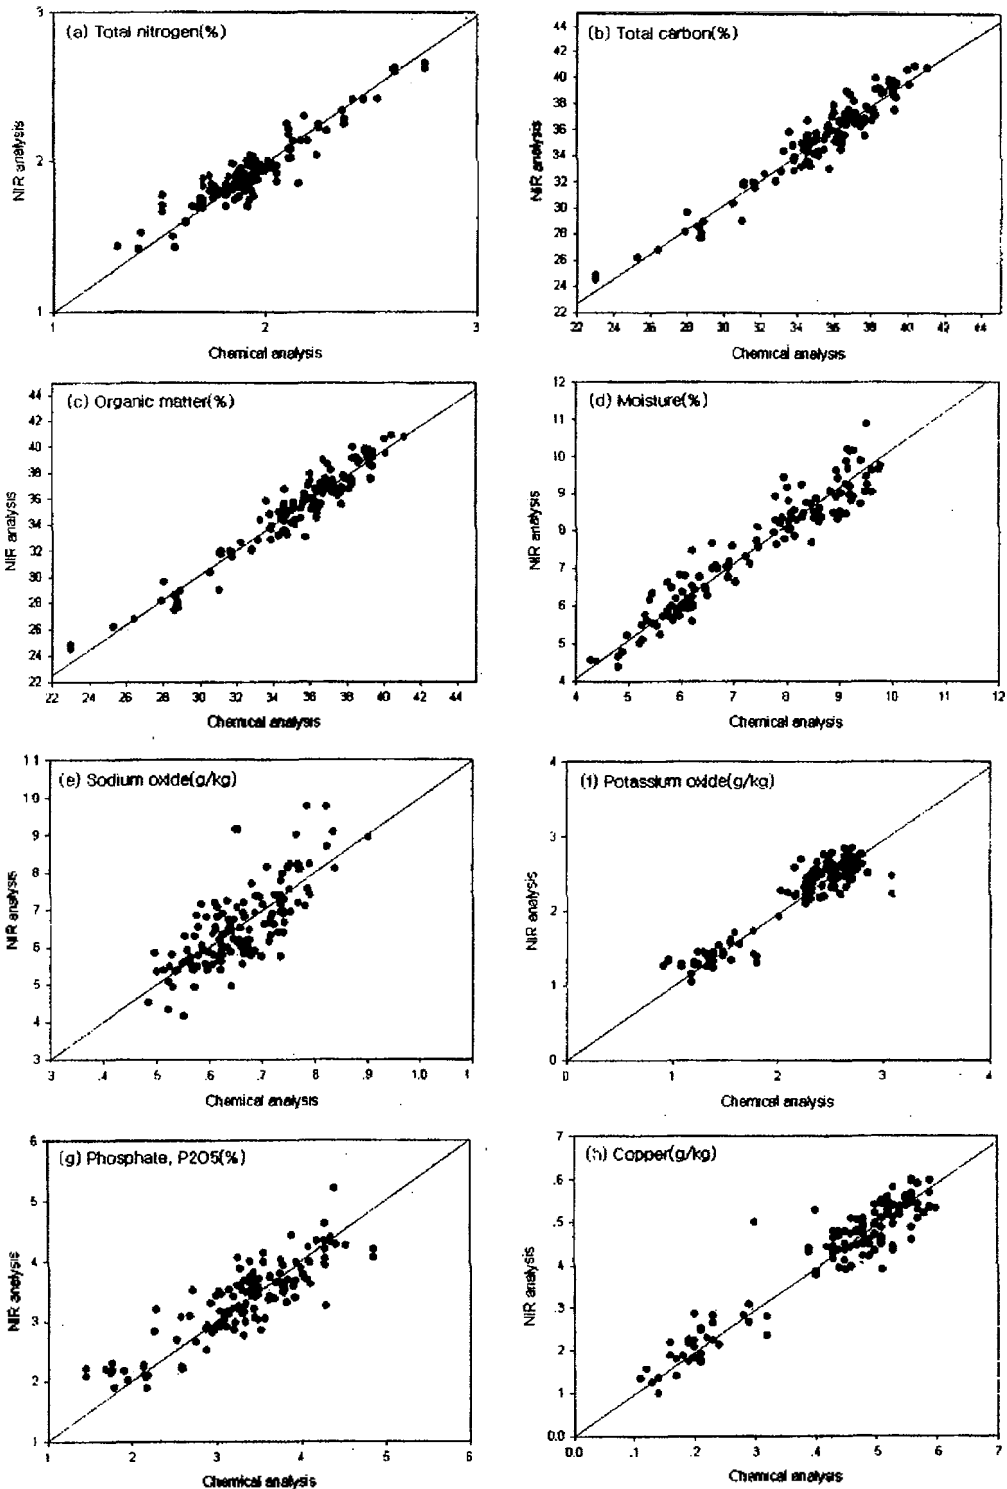 (a) Total nitrogen(%)
3
2
1
NIR analysis
1 2 3
Chemical analysis
(b) Total carbon(%)
44
42
40
38
36
34
32
30
28
26
24
22
NIR analysis
22 24 26 28 30 32 34 36 38 40 42 44
Chemical analysis
(c) Organic matter(%)
44
42
40
38
36
34
32
30
28
26
24
22
NIR analysis
22 24 26 28 30 32 34 36 38 40 42 44
Chemical analysis
(d) Moisture(%)
12
11
10
9
8
7
6
5
4
NIR analysis
4 5 6 7 8 9 10 11 12
Chemical analysis
(e) Sodium oxide(g/kg)
11
10
9
8
7
6
5
4
3
NIR analysis
.3 .4 .5 .6 .7 .8 .9 1.0 1.1
Chemical analysis
(f) Potassium oxide(g/kg)
4
3
2
1
0
NIR analysis
0 1 2 3 4
Chemical analysis
(g) Phosphate, P2O5(%)
6
5
4
3
2
1
NIR analysis
1 2 3 4 5 6
Chemical analysis
(h) Copper(g/kg)
.7
.6
.5
.4
.3
.2
.1
0.0
NIR analysis
0.0 .1 .2 .3 .4 .5 .6 .7
Chemical analysis